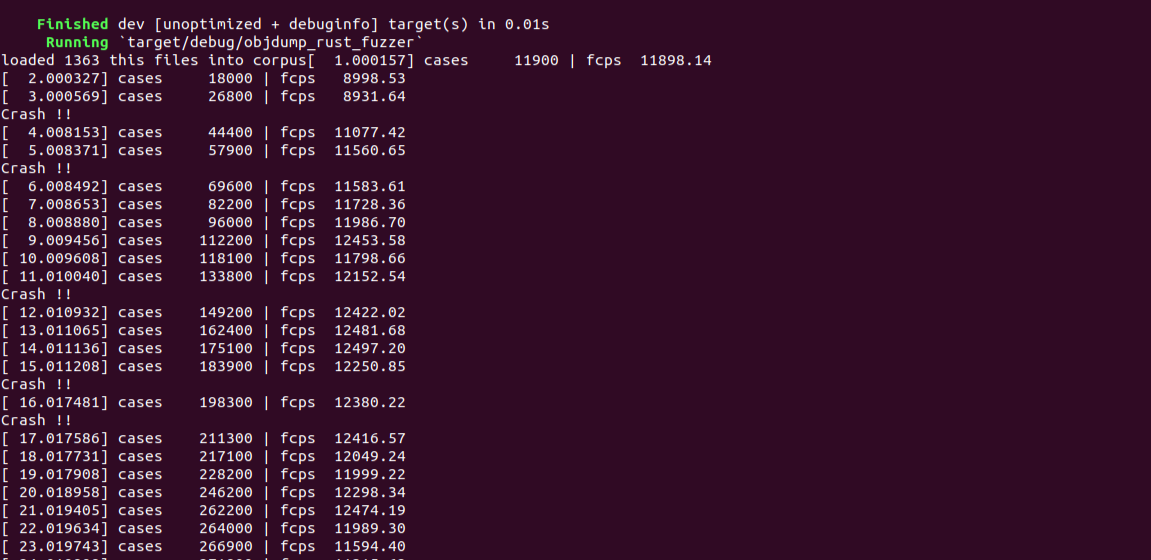 Finished dev [unoptimized + debuginfo] target(s) in 0.01s
Running `target/debug/objdump_rust_fuzzer`
loaded 1363 this files into corpus[  1.000157] cases     11900 | fcps  11898.14
[  2.000327] cases     18000 | fcps   8998.53
[  3.000569] cases     26800 | fcps   8931.64
Crash !!
[  4.008153] cases     44400 | fcps  11077.42
[  5.008371] cases     57900 | fcps  11560.65
Crash !!
[  6.008492] cases     69600 | fcps  11583.61
[  7.008653] cases     82200 | fcps  11728.36
[  8.008880] cases     96000 | fcps  11986.70
[  9.009456] cases    112200 | fcps  12453.58
[ 10.009608] cases    118100 | fcps  11798.66
[ 11.010040] cases    133800 | fcps  12152.54
Crash !!
[ 12.010932] cases    149200 | fcps  12422.02
[ 13.011065] cases    162400 | fcps  12481.68
[ 14.011136] cases    175100 | fcps  12497.20
[ 15.011208] cases    183900 | fcps  12250.85
Crash !!
[ 16.017481] cases    198300 | fcps  12380.22
Crash !!
[ 17.017586] cases    211300 | fcps  12416.57
[ 18.017731] cases    217100 | fcps  12049.24
[ 19.017908] cases    228200 | fcps  11999.22
[ 20.018958] cases    246200 | fcps  12298.34
[ 21.019405] cases    262200 | fcps  12474.19
[ 22.019634] cases    264000 | fcps  11989.30
[ 23.019743] cases    266900 | fcps  11594.40